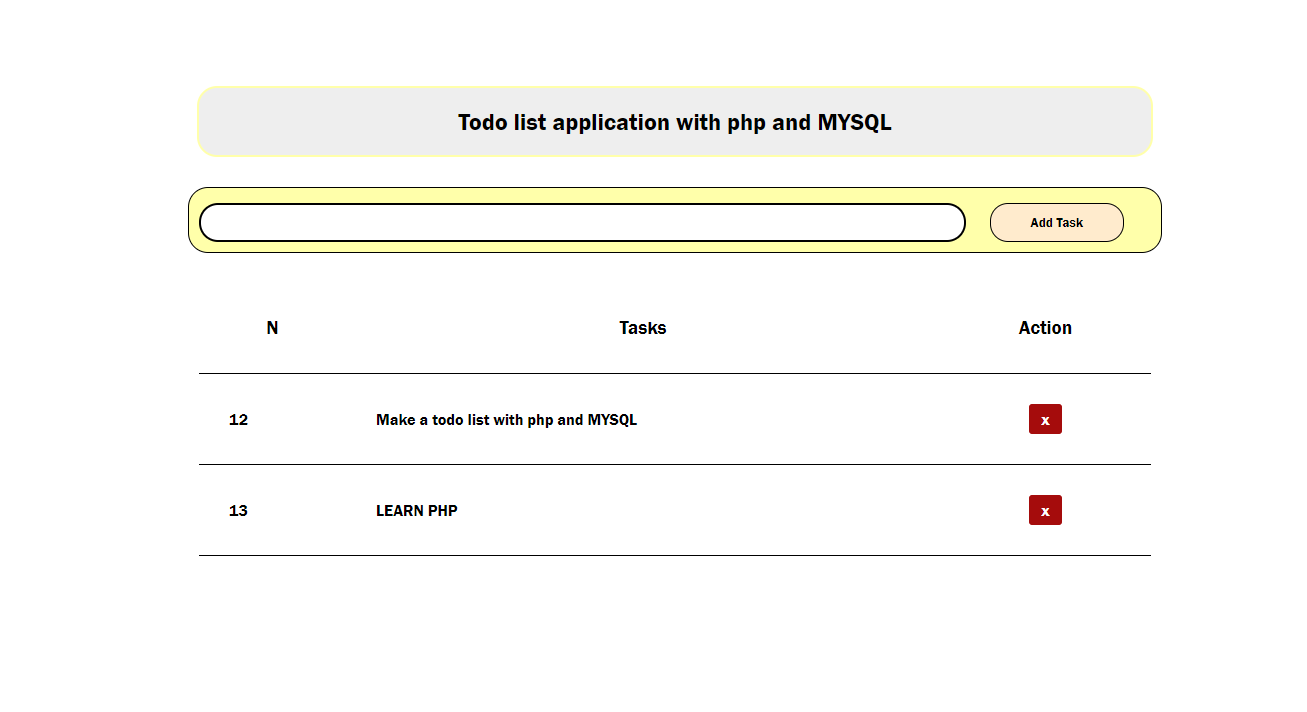 Todo list application with php and MYSQL
Add Task
N Tasks Action
12 Make a todo list with php and MYSQL x
13 LEARN PHP x